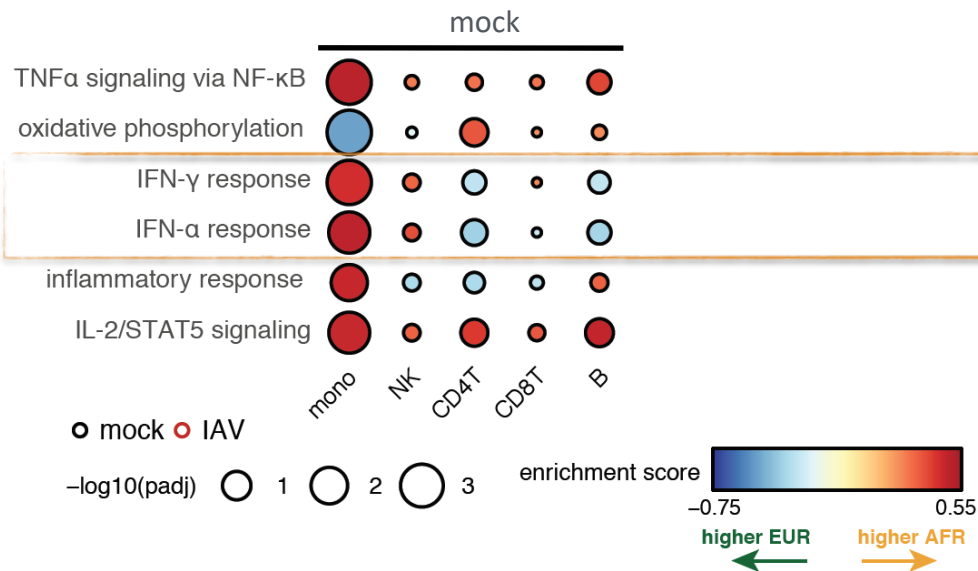 mock
TNFα signaling via NF-κB
oxidative phosphorylation
IFN-γ response
IFN-α response
inflammatory response
IL-2/STAT5 signaling
mono NK CD4T CD8T B
mock IAV
−log10(padj) 1 2 3
enrichment score
−0.75 0.55
higher EUR higher AFR